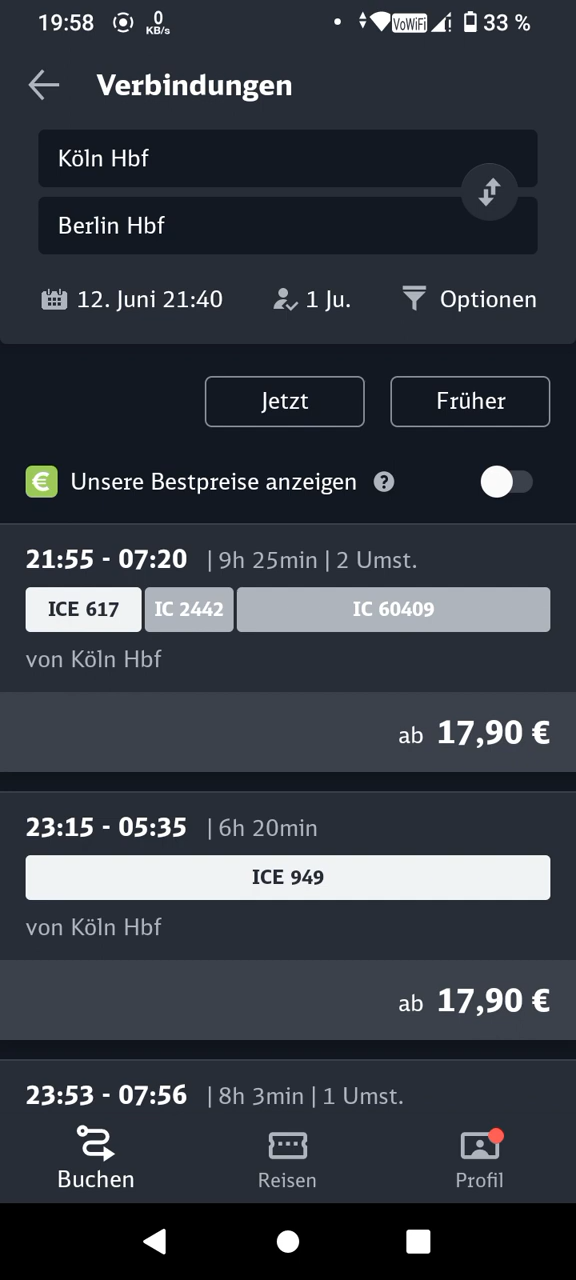 19:58 0 KB/s VoWiFi 33 %
Verbindungen
Köln Hbf
Berlin Hbf
12. Juni 21:40 1 Ju. Optionen
Jetzt Früher
€ Unsere Bestpreise anzeigen ?
21:55 - 07:20 | 9h 25min | 2 Umst.
ICE 617 IC 2442 IC 60409
von Köln Hbf
ab 17,90 €
23:15 - 05:35 | 6h 20min
ICE 949
von Köln Hbf
ab 17,90 €
23:53 - 07:56 | 8h 3min | 1 Umst.
Buchen Reisen Profil